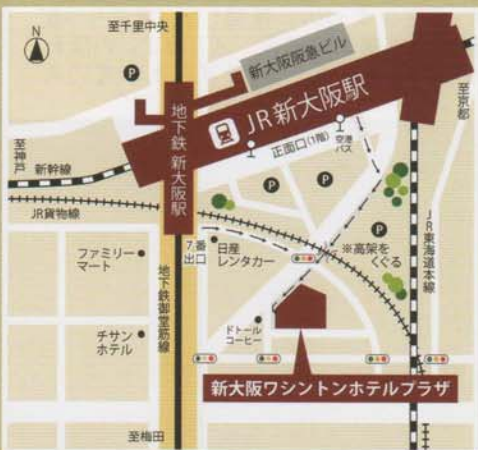 至千里中央
N
P
新大阪阪急ビル
JR新大阪駅
地下鉄 新大阪駅
正面口(1階)
空港
バス
至京都
至神戸
新幹線
JR貨物線
P
P
P
7番
出口
日産
レンタカー
※高架を
くぐる
JR東海道本線
ファミリー
マート
地下鉄御堂筋線
チサン
ホテル
ドトール
コーヒー
新大阪ワシントンホテルプラザ
至梅田